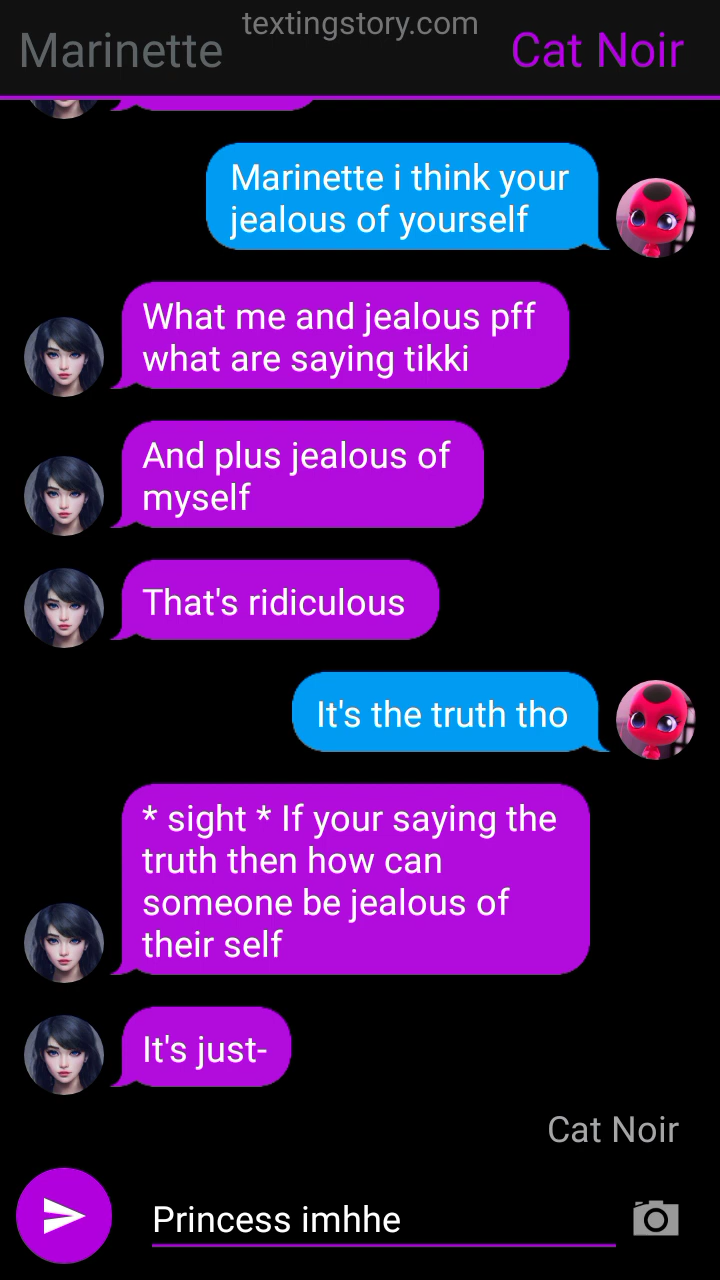 textingstory.com
Marinette
Cat Noir
Marinette i think your
jealous of yourself
What me and jealous pff
what are saying tikki
And plus jealous of
myself
That's ridiculous
It's the truth tho
* sight * If your saying the
truth then how can
someone be jealous of
their self
It's just-
Cat Noir
Princess imhhe